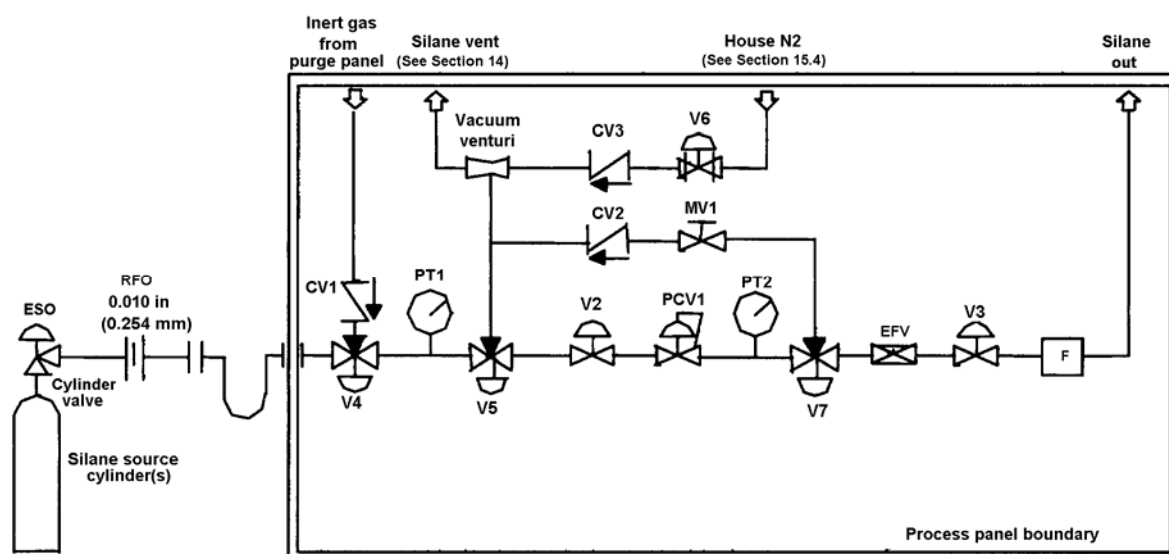 Inert gas
from
purge panel
Silane vent
(See Section 14)
House N2
(See Section 15.4)
Silane
out
Vacuum
venturi
CV3
V6
CV2
MV1
RFO
0.010 in
(0.254 mm)
ESO
CV1
PT1
V2
PCV1
PT2
EFV
V3
F
Cylinder
valve
V4
V5
V7
Silane source
cylinder(s)
Process panel boundary